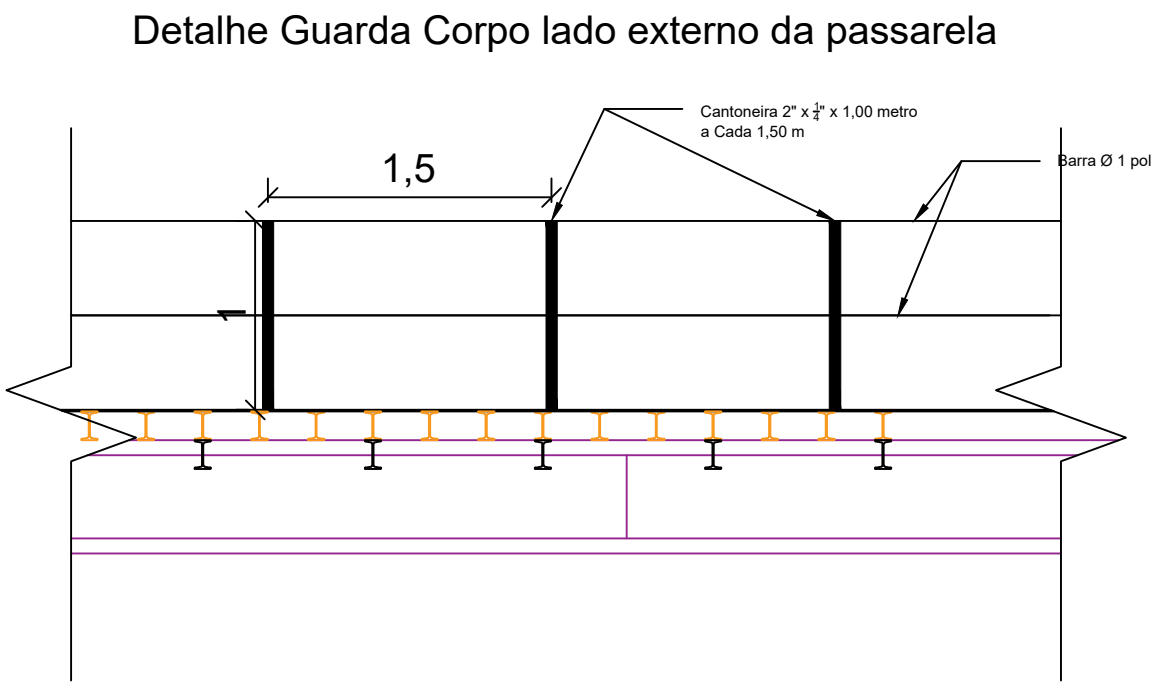 Detalhe Guarda Corpo lado externo da passarela
Cantoneira 2" x 1/4" x 1,00 metro
a Cada 1,50 m
Barra Ø 1 pol
1,5
1